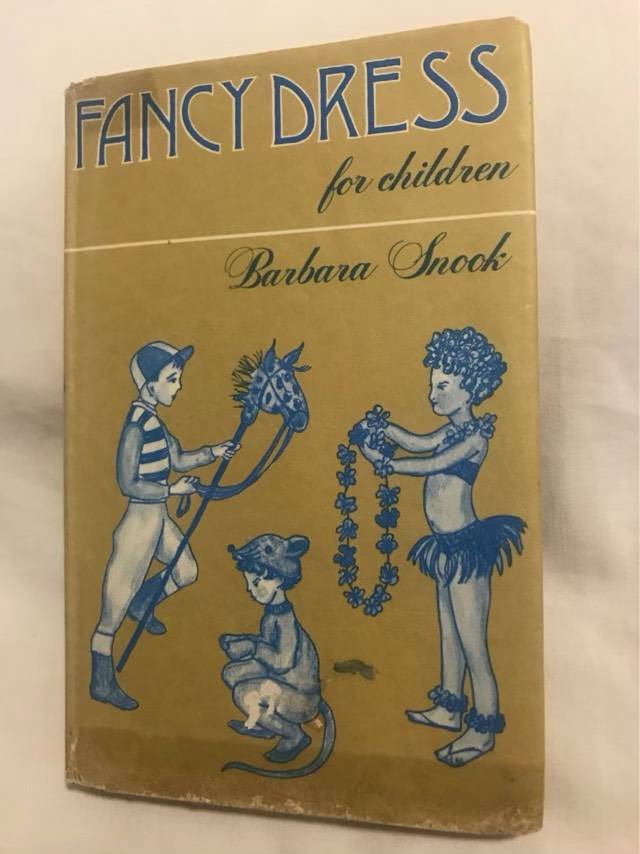 FANCY DRESS
for children
Barbara Snook